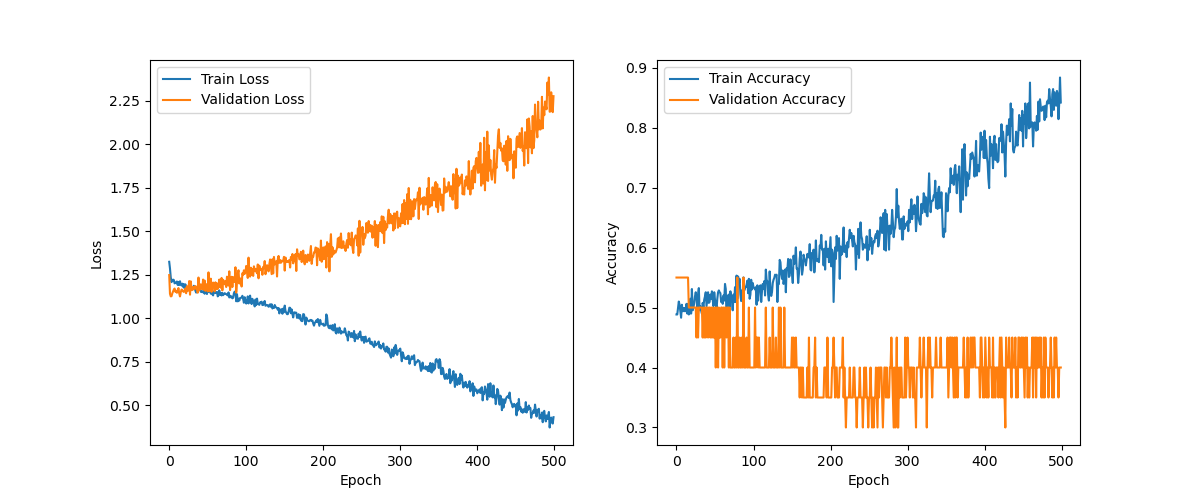 Train Loss
Validation Loss
2.25
2.00
1.75
1.50
1.25
1.00
0.75
0.50
Loss
0 100 200 300 400 500
Epoch
Train Accuracy
Validation Accuracy
0.9
0.8
0.7
0.6
0.5
0.4
0.3
Accuracy
0 100 200 300 400 500
Epoch